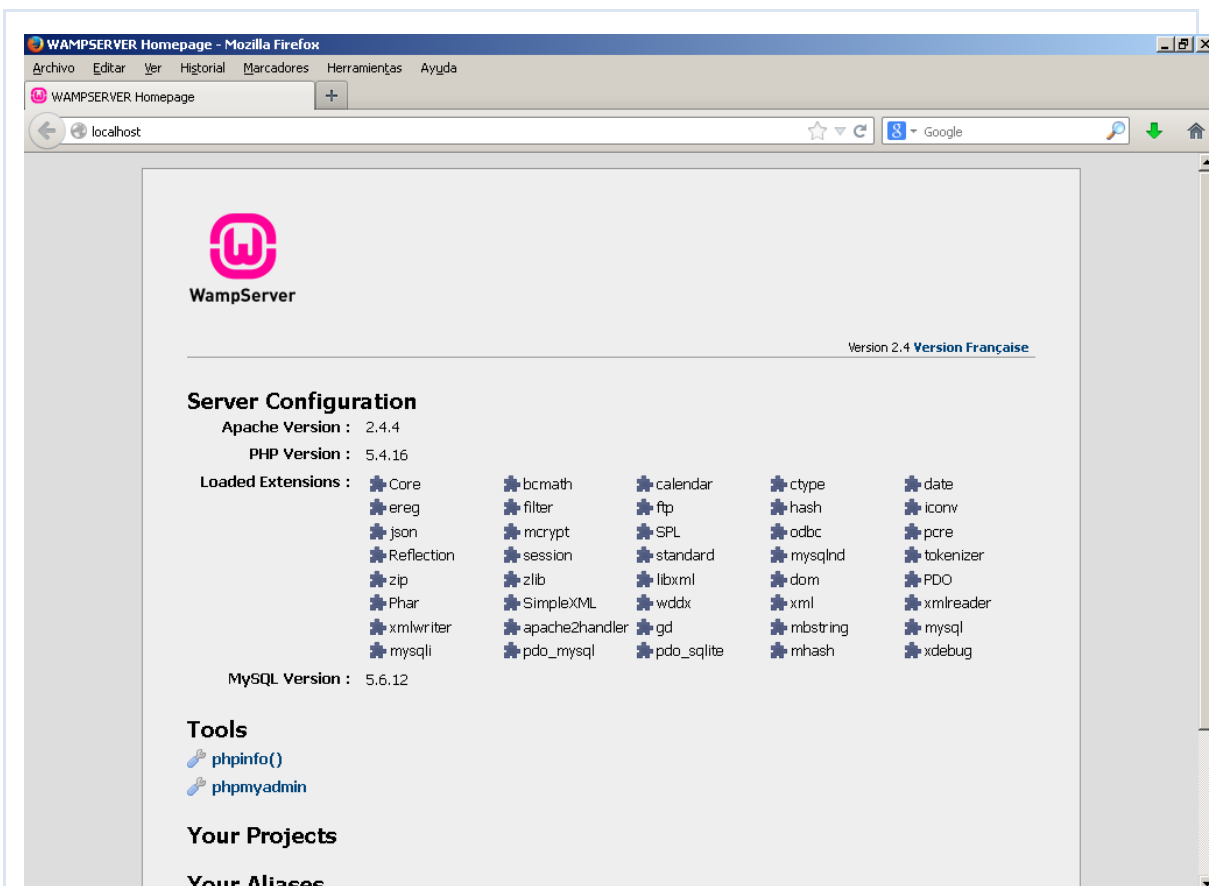 WAMPSERVER Homepage - Mozilla Firefox
Archivo Editar Ver Historial Marcadores Herramientas Ayuda
WAMPSERVER Homepage +
localhost 8 Google
W
WampServer
Version 2.4 Version Française
Server Configuration
Apache Version : 2.4.4
PHP Version : 5.4.16
Loaded Extensions : Core bcmath calendar ctype date
ereg filter ftp hash iconv
json mcrypt SPL odbc pcre
Reflection session standard mysqlnd tokenizer
zip zlib libxml dom PDO
Phar SimpleXML wddx xml xmlreader
xmlwriter apache2handler gd mbstring mysql
mysqli pdo_mysql pdo_sqlite mhash xdebug
MySQL Version : 5.6.12
Tools
phpinfo()
phpmyadmin
Your Projects
Your Aliases